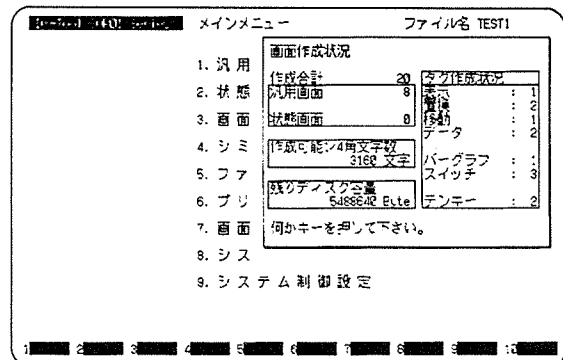 メインメニュー ファイル名 TEST1
1. 汎用
2. 状態
3. 画面
4. シミ
5. ファ
6. プリ
7. 画面
8. シス
9. システム制御設定
画面作成状況
作成合計 20
汎用画面 8
状態画面 0
作成可能 4角文字数
3160 文字
残りディスク容量
5488640 Byte
タグ作成状況
表示 : 1
置換 : 2
移動 : 1
データ : 2
バーグラフ : 1
スイッチ : 3
テンキー : 2
何かキーを押して下さい。
1 2 3 4 5 6 7 8 9 10